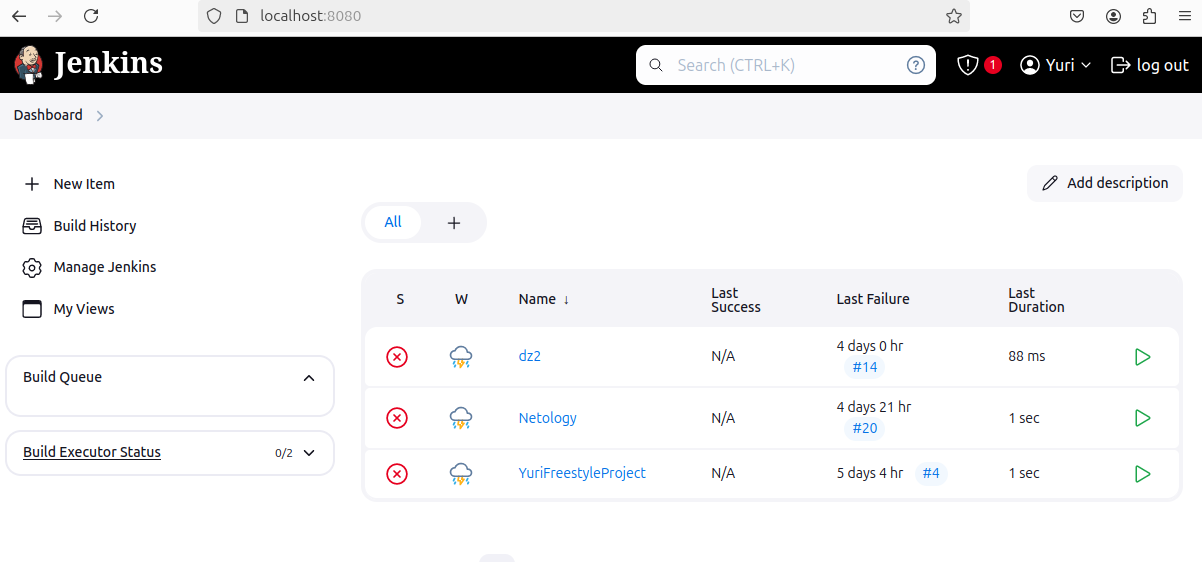 localhost:8080
Jenkins
Search (CTRL+K)
?
1
Yuri
log out
Dashboard
New Item
Build History
Manage Jenkins
My Views
Build Queue
Build Executor Status 0/2
Add description
All +
S W Name ↓ Last Success Last Failure Last Duration
dz2 N/A 4 days 0 hr #14 88 ms
Netology N/A 4 days 21 hr #20 1 sec
YuriFreestyleProject N/A 5 days 4 hr #4 1 sec